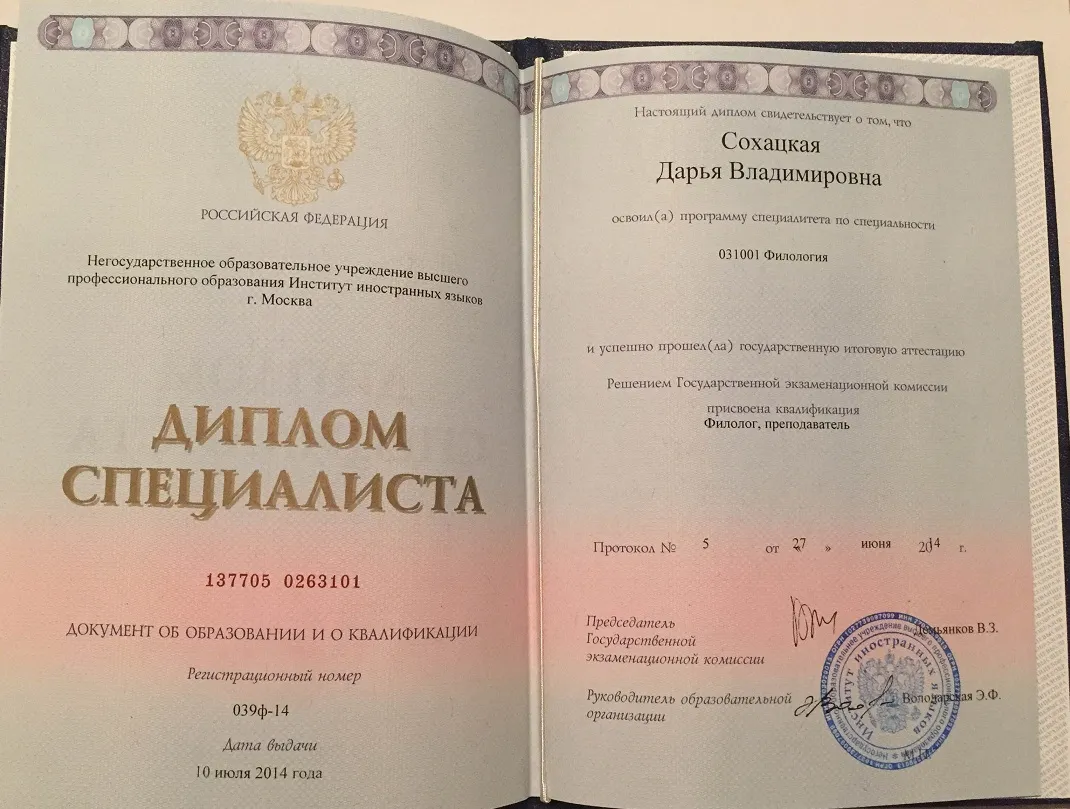 РОССИЙСКАЯ ФЕДЕРАЦИЯ
Негосударственное образовательное учреждение высшего
профессионального образования Институт иностранных языков
г. Москва
ДИПЛОМ
СПЕЦИАЛИСТА
137705 0263101
ДОКУМЕНТ ОБ ОБРАЗОВАНИИ И О КВАЛИФИКАЦИИ
Регистрационный номер
039ф-14
Дата выдачи
10 июля 2014 года
Настоящий диплом свидетельствует о том, что
Сохацкая
Дарья Владимировна
освоил(а) программу специалитета по специальности
031001 Филология
и успешно прошел(ла) государственную итоговую аттестацию
Решением Государственной экзаменационной комиссии
присвоена квалификация
Филолог, преподаватель
Протокол № 5 от « 27 » июня 2014 г.
Председатель
Государственной
экзаменационной комиссии
Демьянков В.З.
Руководитель образовательной
организации
Володарская Э.Ф.
М.П.
Институт иностранных языков